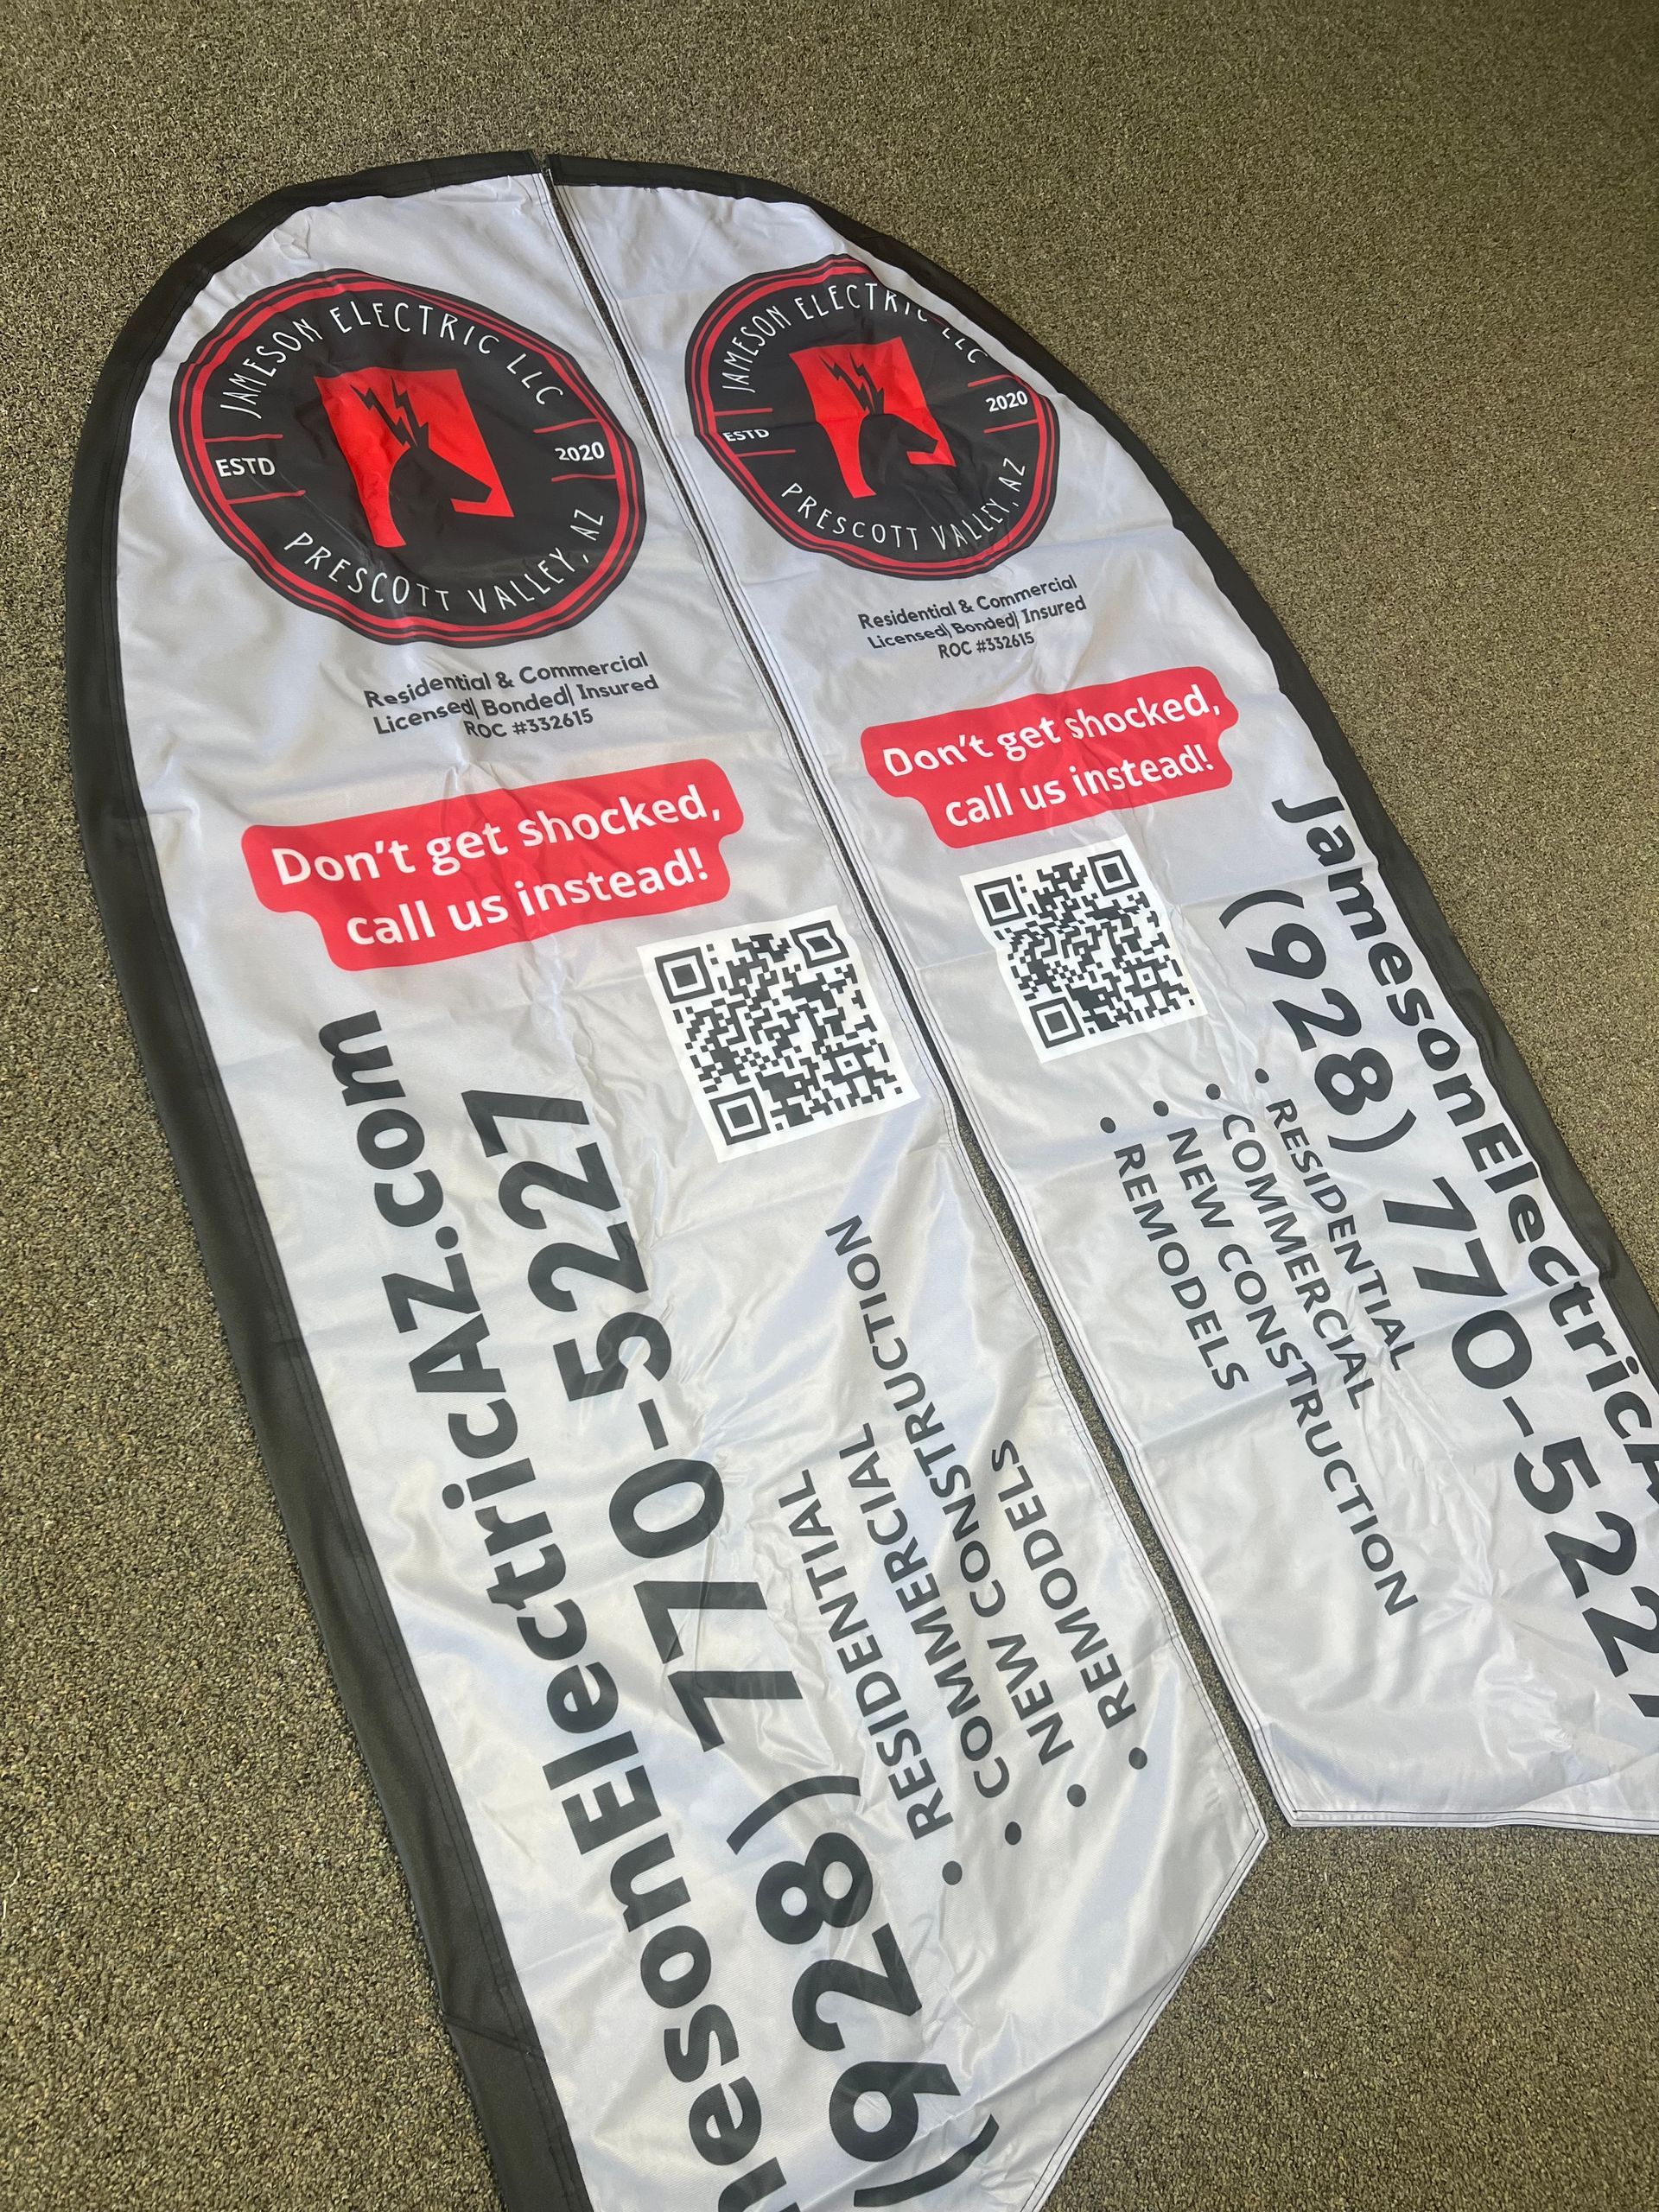 JAMESON ELECTRIC LLC
ESTD
2020
PRESCOTT VALLEY, AZ
Residential & Commercial
Licensed| Bonded| Insured
ROC #332615
Don't get shocked,
call us instead!
mesonElectricAZ.com
(928) 770-5227
• RESIDENTIAL
• COMMERCIAL
• NEW CONSTRUCTION
• REMODELS
JAMESON ELECTRIC LLC
ESTD
2020
PRESCOTT VALLEY, AZ
Residential & Commercial
Licensed| Bonded| Insured
ROC #332615
Don't get shocked,
call us instead!
JamesonElectricA
(928) 770-5227
• RESIDENTIAL
• COMMERCIAL
• NEW CONSTRUCTION
• REMODELS